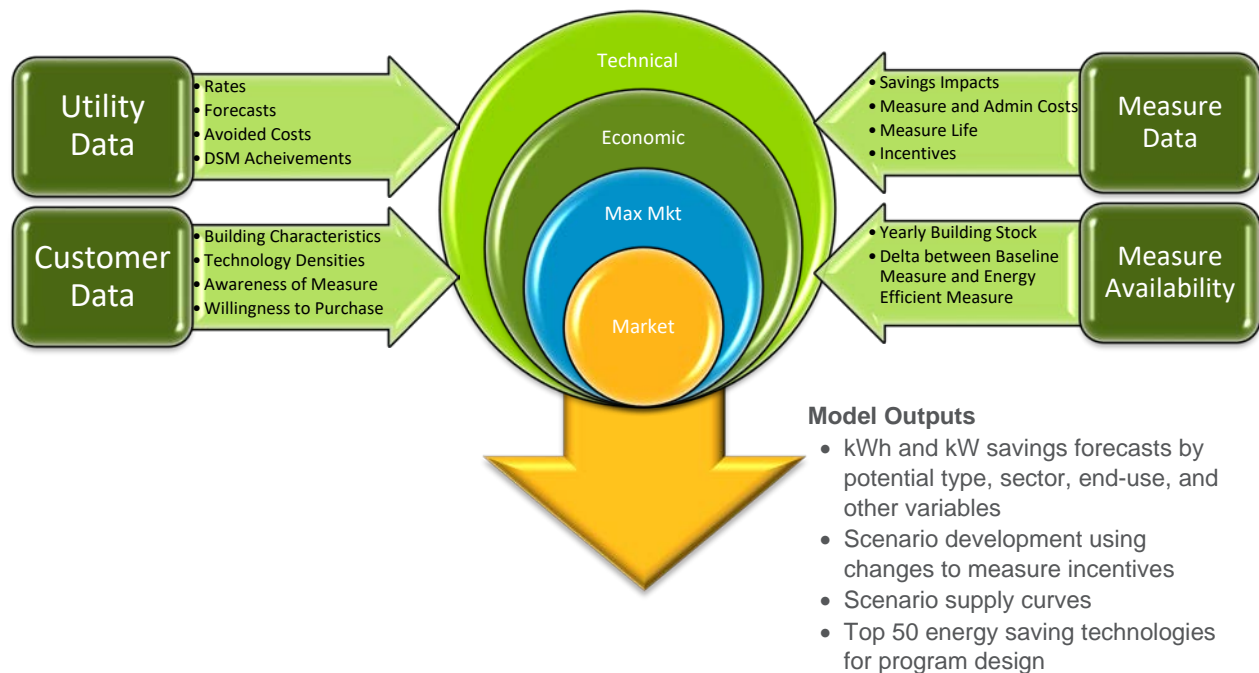 Utility
Data
• Rates
• Forecasts
• Avoided Costs
• DSM Acheivements
Customer
Data
• Building Characteristics
• Technology Densities
• Awareness of Measure
• Willingness to Purchase
Technical
Economic
Max Mkt
Market
• Savings Impacts
• Measure and Admin Costs
• Measure Life
• Incentives
Measure
Data
• Yearly Building Stock
• Delta between Baseline
Measure and Energy
Efficient Measure
Measure
Availability
Model Outputs
• kWh and kW savings forecasts by
potential type, sector, end-use, and
other variables
• Scenario development using
changes to measure incentives
• Scenario supply curves
• Top 50 energy saving technologies
for program design